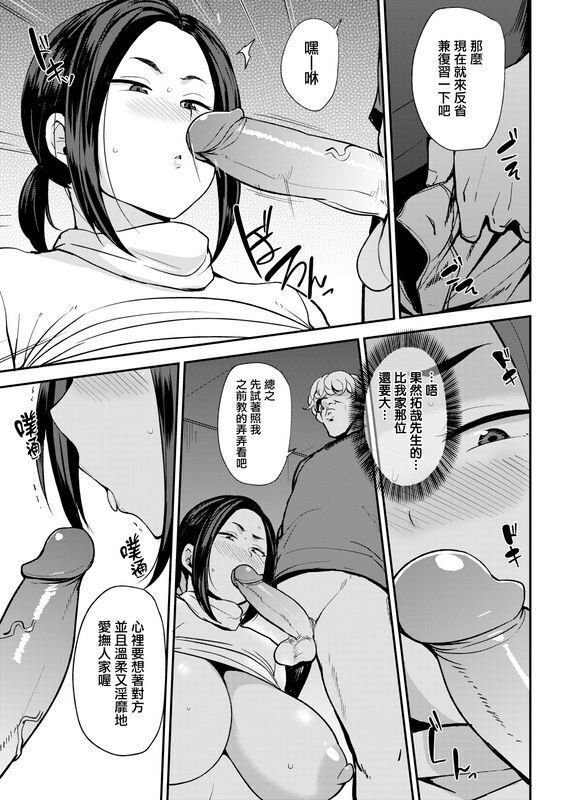 那麼
現在就來反省
兼復習一下吧
嘿—咻
…唔
果然拓哉先生的…
比我家那位
還要大…
總之
先試著照我
之前教的弄弄看吧
噗通
噗通
心裡要想著對方
並且溫柔又淫靡地
愛撫人家喔